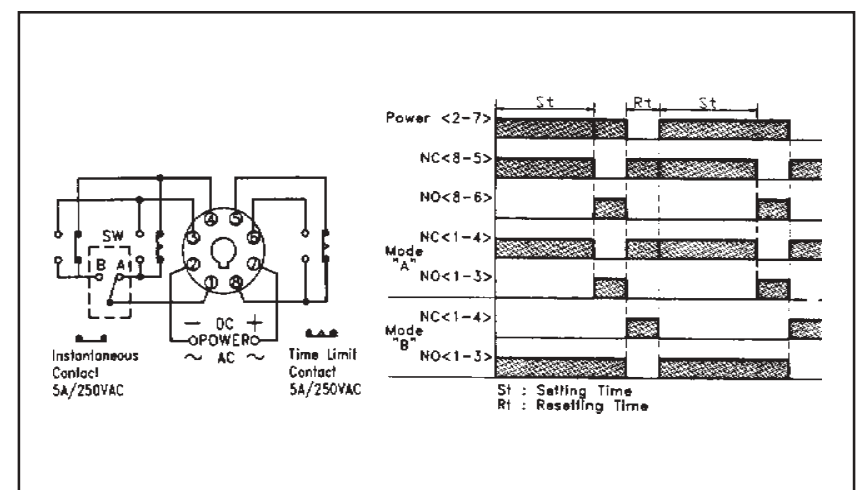 SW
B A
1 2 3 4 5 6 7 8
− DC +
POWER
~ AC ~
Instantaneous
Contact
5A/250VAC
Time Limit
Contact
5A/250VAC
St Rt St
Power <2-7>
NC<8-5>
NO<8-6>
Mode "A"
NC<1-4>
NO<1-3>
Mode "B"
NC<1-4>
NO<1-3>
St : Setting Time
Rt : Resetting Time